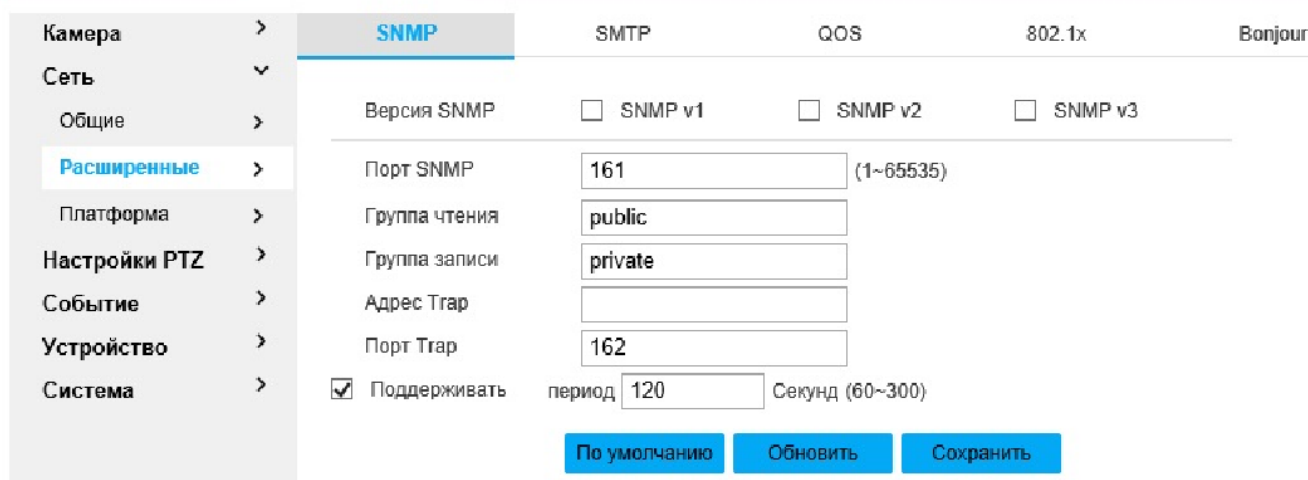 Камера
Сеть
Общие
Расширенные
Платформа
Настройки PTZ
Событие
Устройство
Система
SNMP SMTP QOS 802.1x Bonjour
Версия SNMP SNMP v1 SNMP v2 SNMP v3
Порт SNMP 161 (1~65535)
Группа чтения public
Группа записи private
Адрес Trap
Порт Trap 162
Поддерживать период 120 Секунд (60~300)
По умолчанию Обновить Сохранить